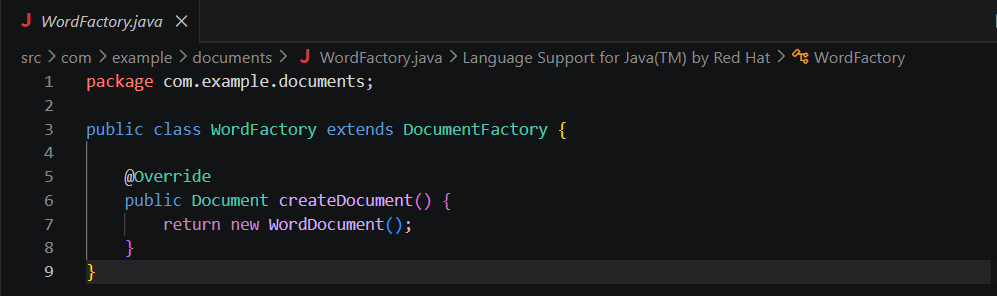 WordFactory.java
src > com > example > documents > WordFactory.java > Language Support for Java(TM) by Red Hat > WordFactory
1 package com.example.documents;
2
3 public class WordFactory extends DocumentFactory {
4
5     @Override
6     public Document createDocument() {
7         return new WordDocument();
8     }
9 }